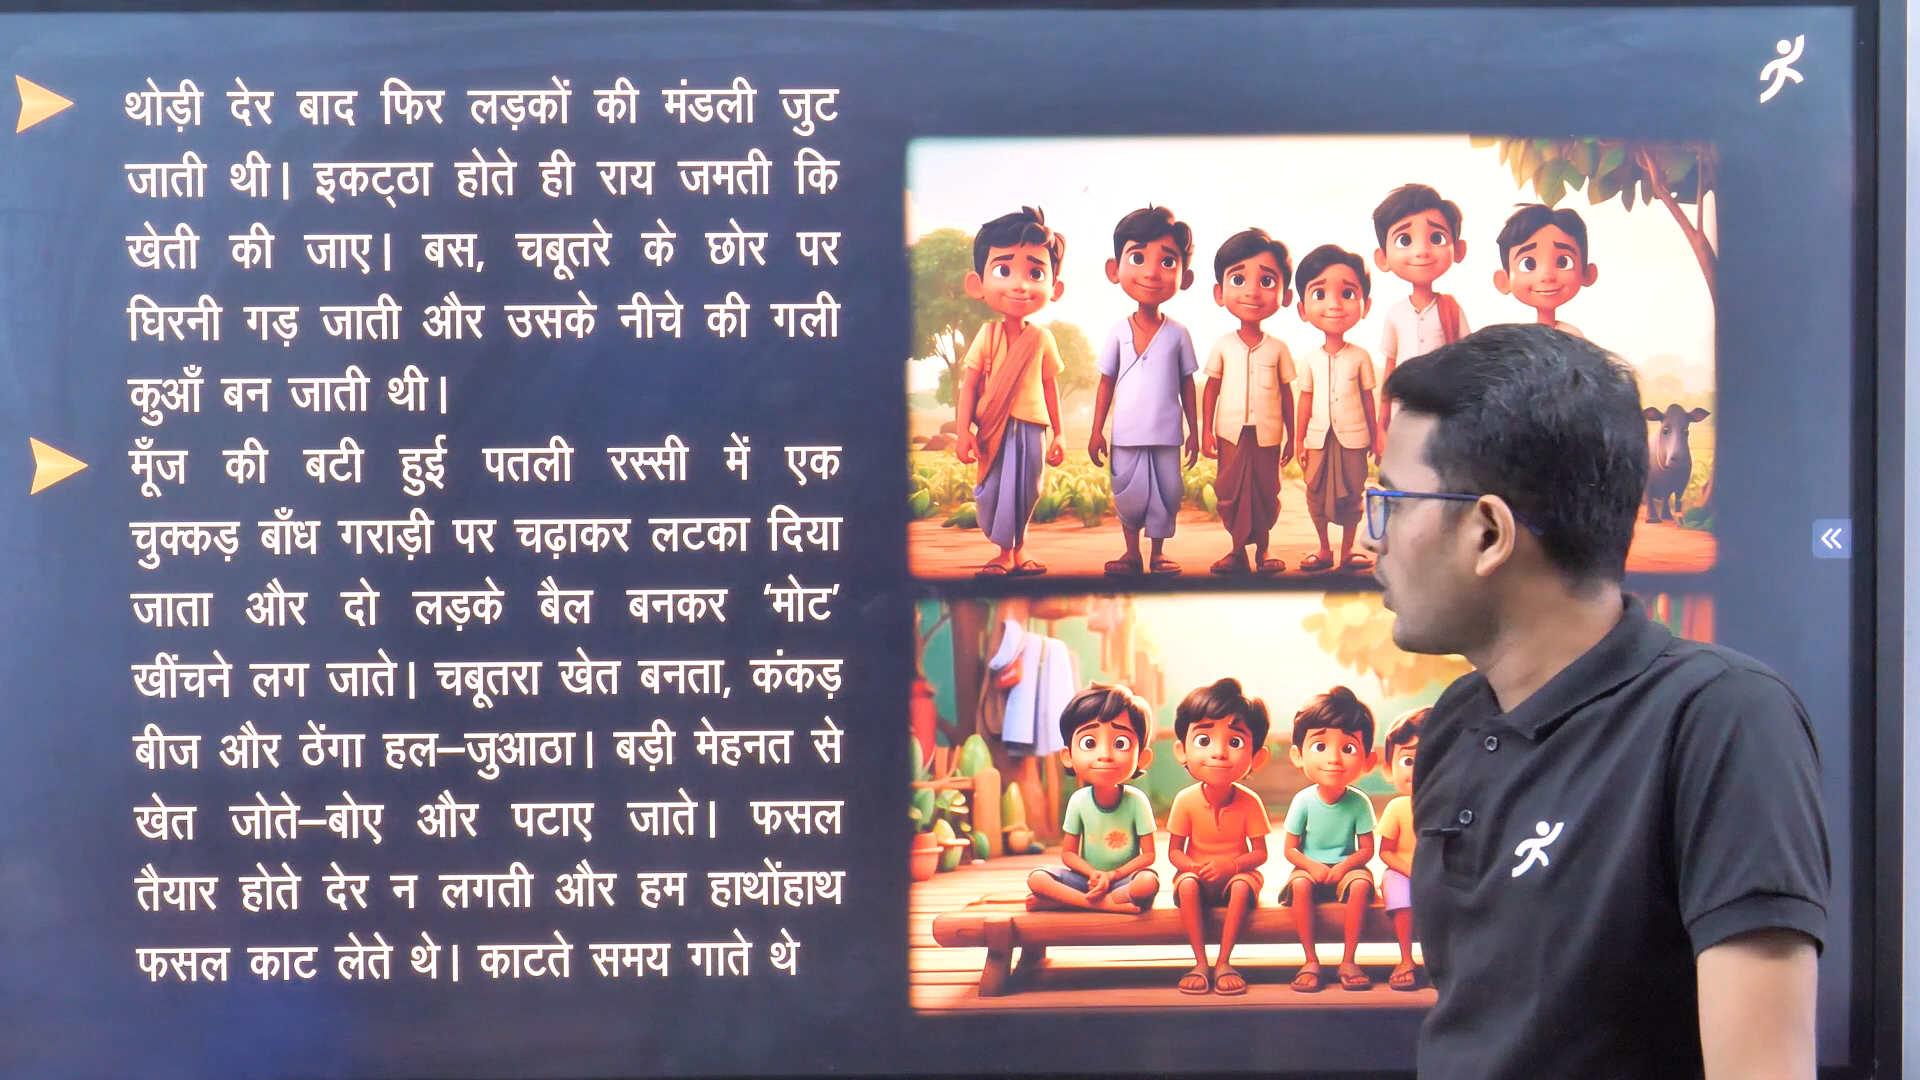 थोड़ी देर बाद फिर लड़कों की मंडली जुट
जाती थी। इकट्ठा होते ही राय जमती कि
खेती की जाए। बस, चबूतरे के छोर पर
घिरनी गड़ जाती और उसके नीचे की गली
कुआँ बन जाती थी।
मूँज की बटी हुई पतली रस्सी में एक
चुक्कड़ बाँध गराड़ी पर चढ़ाकर लटका दिया
जाता और दो लड़के बैल बनकर ‘मोट’
खींचने लग जाते। चबूतरा खेत बनता, कंकड़
बीज और ठेंगा हल–जुआठा। बड़ी मेहनत से
खेत जोते–बोए और पटाए जाते। फसल
तैयार होते देर न लगती और हम हाथोंहाथ
फसल काट लेते थे। काटते समय गाते थे